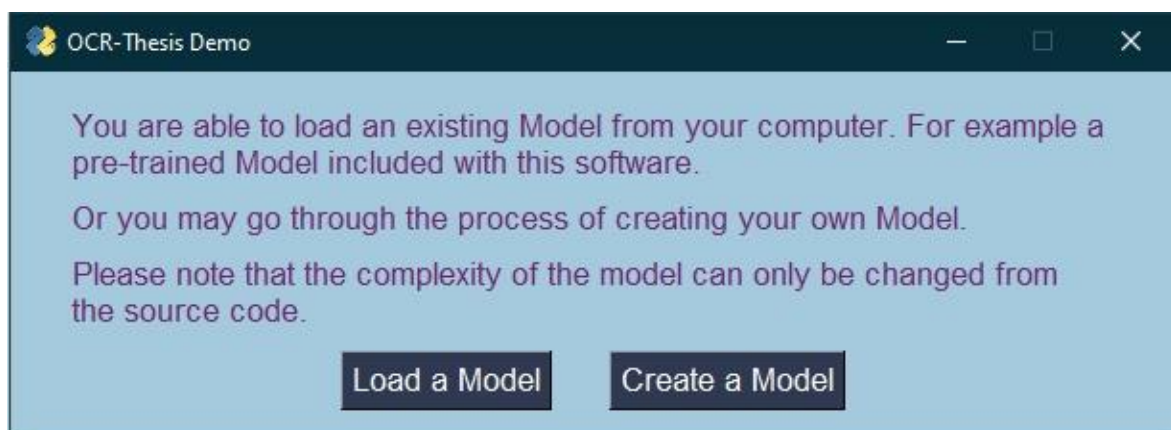 OCR-Thesis Demo
You are able to load an existing Model from your computer. For example a
pre-trained Model included with this software.
Or you may go through the process of creating your own Model.
Please note that the complexity of the model can only be changed from
the source code.
Load a Model Create a Model